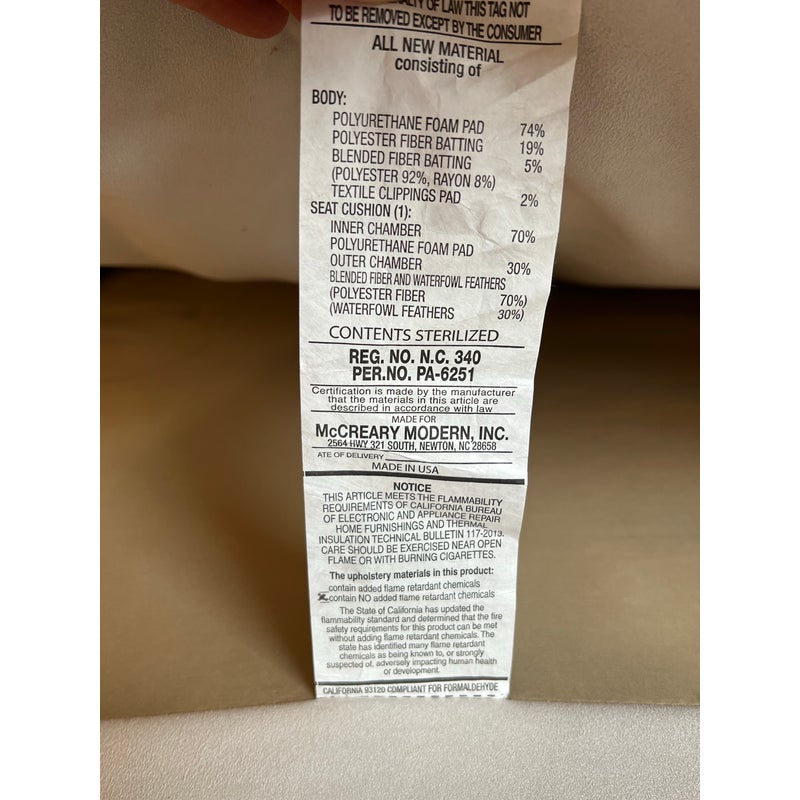 OF LAW THIS TAG NOT
TO BE REMOVED EXCEPT BY THE CONSUMER
ALL NEW MATERIAL
consisting of
BODY:
POLYURETHANE FOAM PAD 74%
POLYESTER FIBER BATTING 19%
BLENDED FIBER BATTING 5%
(POLYESTER 92%, RAYON 8%)
TEXTILE CLIPPINGS PAD 2%
SEAT CUSHION (1):
INNER CHAMBER 70%
POLYURETHANE FOAM PAD
OUTER CHAMBER 30%
BLENDED FIBER AND WATERFOWL FEATHERS
(POLYESTER FIBER 70%)
(WATERFOWL FEATHERS 30%)
CONTENTS STERILIZED
REG. NO. N.C. 340
PER.NO. PA-6251
Certification is made by the manufacturer
that the materials in this article are
described in accordance with law
MADE FOR
McCREARY MODERN, INC.
2564 HWY 321 SOUTH, NEWTON, NC 28658
ATE OF DELIVERY
MADE IN USA
NOTICE
THIS ARTICLE MEETS THE FLAMMABILITY
REQUIREMENTS OF CALIFORNIA BUREAU
OF ELECTRONIC AND APPLIANCE REPAIR
HOME FURNISHINGS AND THERMAL
INSULATION TECHNICAL BULLETIN 117-2013.
CARE SHOULD BE EXERCISED NEAR OPEN
FLAME OR WITH BURNING CIGARETTES.
The upholstery materials in this product:
contain added flame retardant chemicals
contain NO added flame retardant chemicals
The State of California has updated the
flammability standard and determined that the fire
safety requirements for this product can be met
without adding flame retardant chemicals. The
state has identified many flame retardant
chemicals as being known to, or strongly
suspected of, adversely impacting human health
or development.
CALIFORNIA 93120 COMPLIANT FOR FORMALDEHYDE